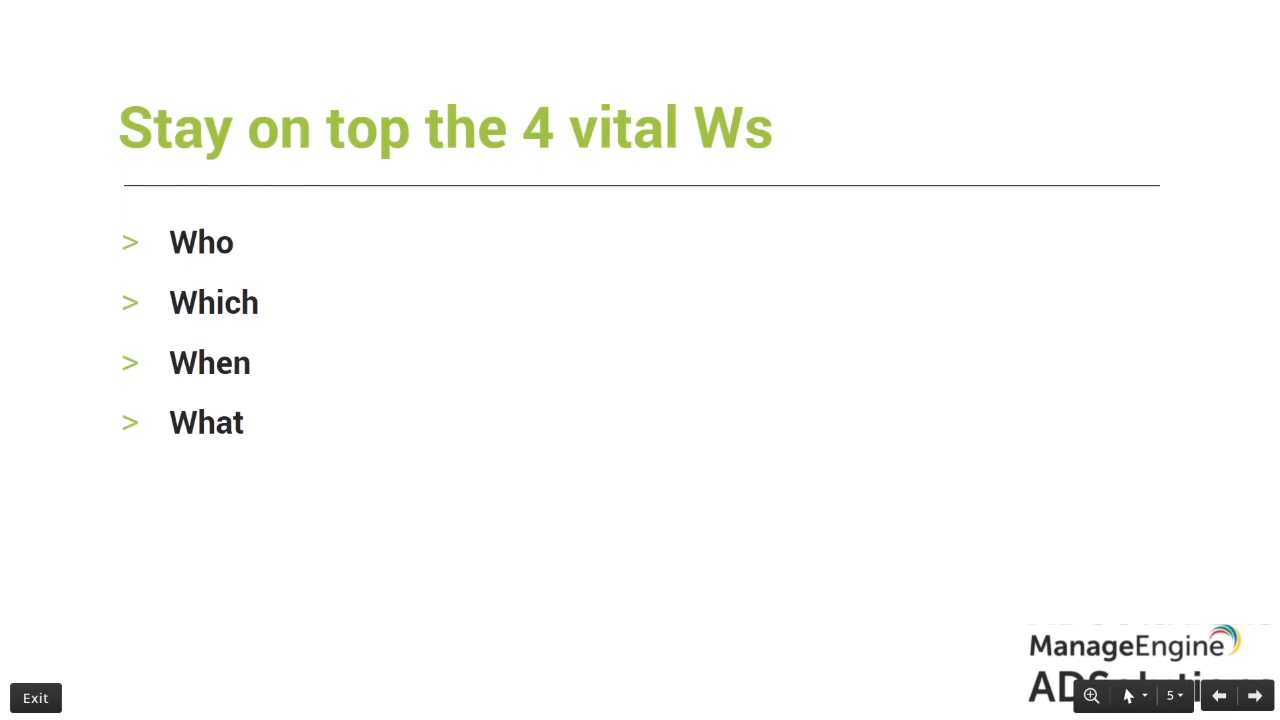 Stay on top the 4 vital Ws
> Who
> Which
> When
> What
ManageEngine
Exit
5